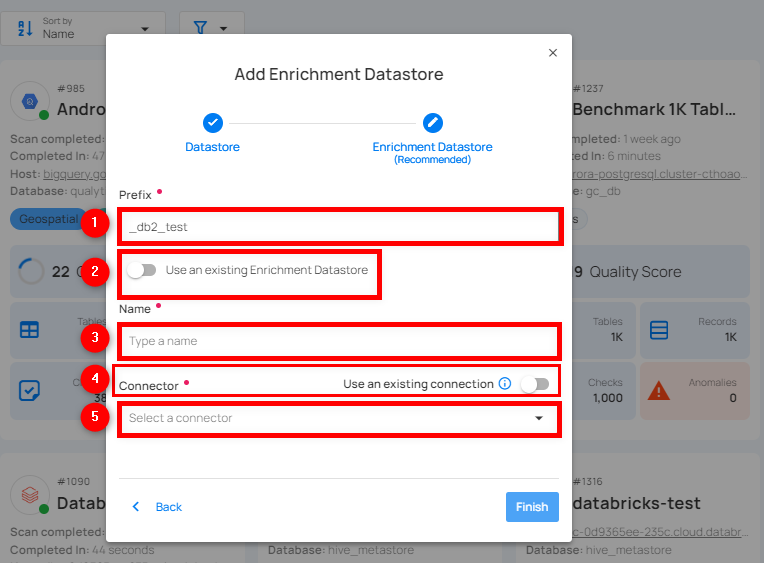 Sort by
Name
#985
Andro
Scan completed:
Completed In: 47
Host: bigquery.go
Database: qualyt
Geospatial
22
Tables
38
#1237
Benchmark 1K Tabl...
mpleted: 1 week ago
ed In: 6 minutes
rora-postgresql.cluster-cthoao...
e: gc_db
s
9 Quality Score
Tables
1K
Records
1K
Checks
1,000
Anomalies
0
Add Enrichment Datastore
Datastore
Enrichment Datastore
(Recommended)
Prefix
1
_db2_test
2
Use an existing Enrichment Datastore
Name
3
Type a name
4
Connector
Use an existing connection
5
Select a connector
Back
Finish
#1090
Datab
Scan completed:
Completed In: 44 seconds
Database: hive_metastore
#1316
databricks-test
c-0d9365ee-235c.cloud.databr...
Database: hive_metastore